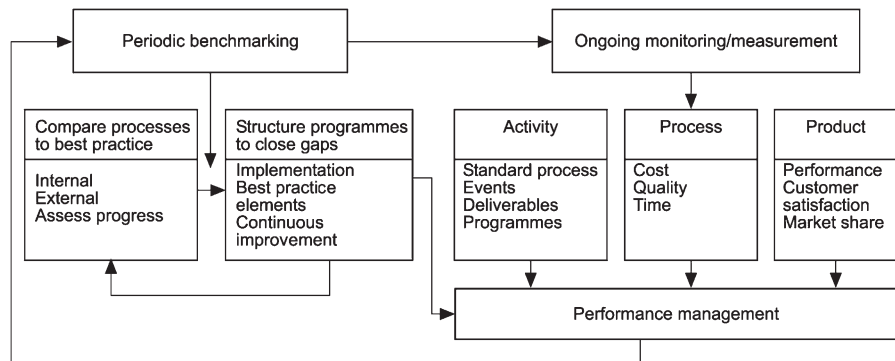 Periodic benchmarking
Ongoing monitoring/measurement
Compare processes
to best practice
Internal
External
Assess progress
Structure programmes
to close gaps
Implementation
Best practice
elements
Continuous
improvement
Activity
Standard process
Events
Deliverables
Programmes
Process
Cost
Quality
Time
Product
Performance
Customer
satisfaction
Market share
Performance management